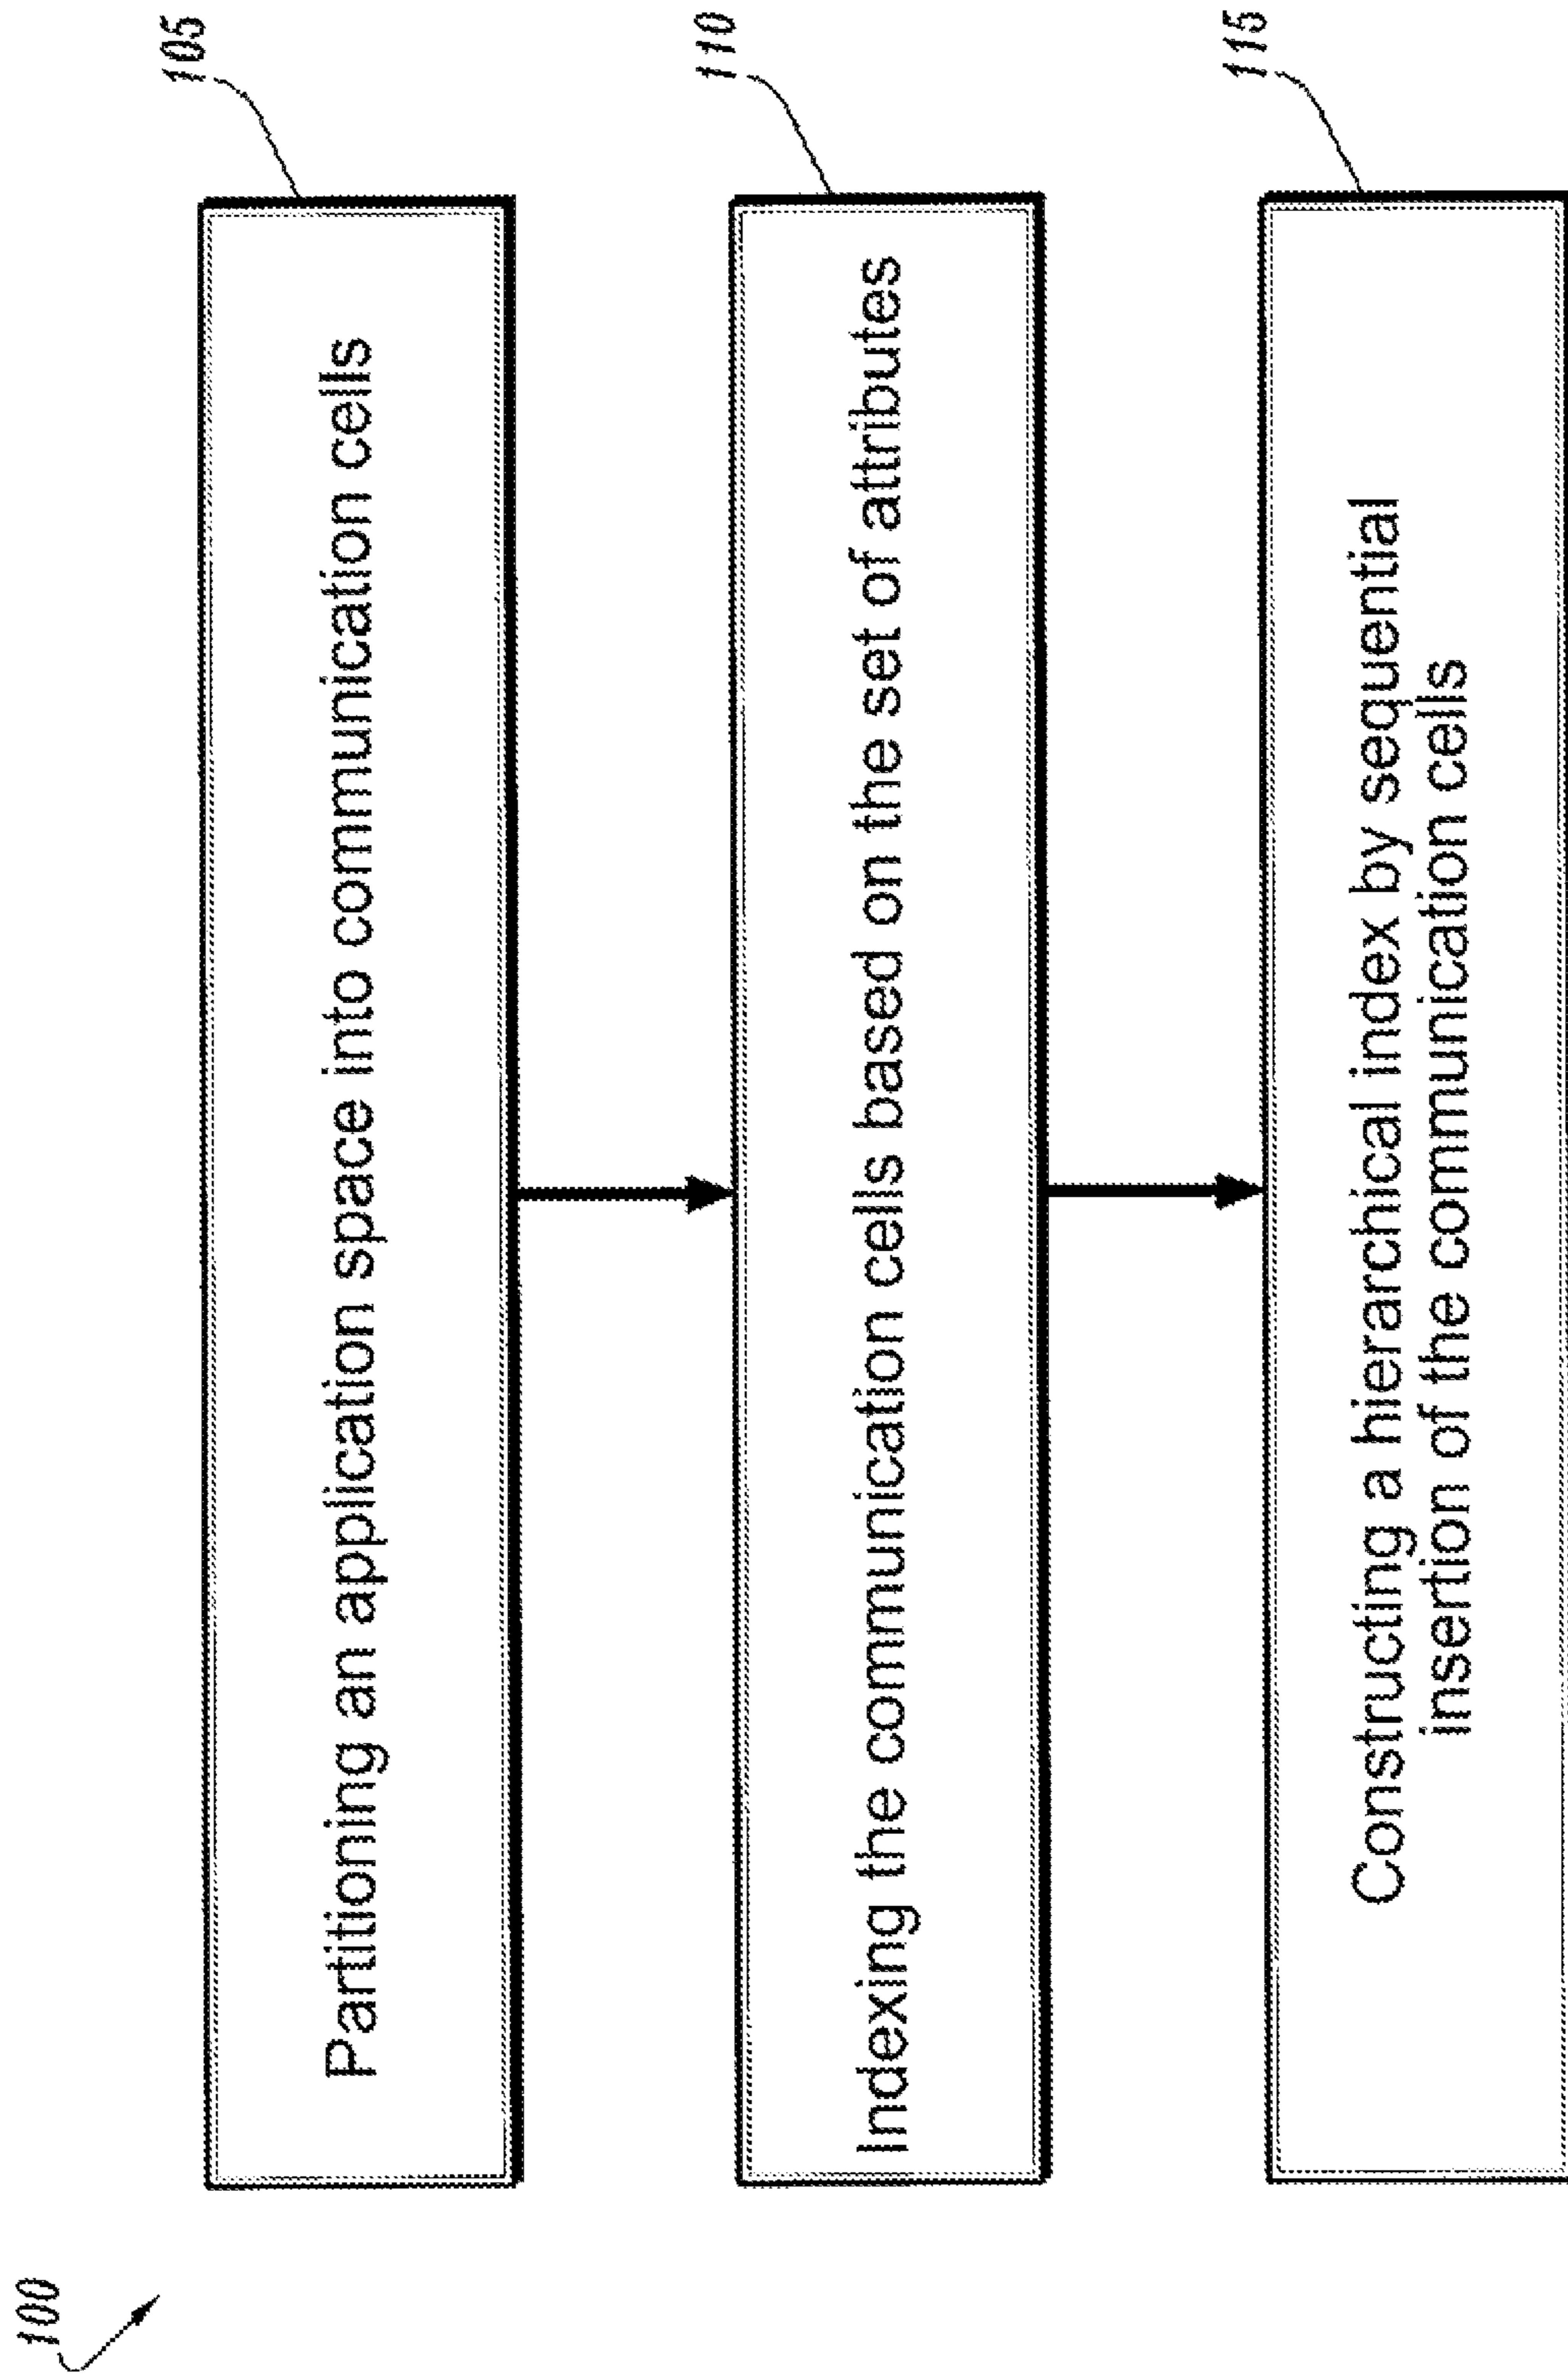 100
105
Partitioning an application space into communication cells
110
Indexing the communication cells based on the set of attributes
115
Constructing a hierarchical index by sequential
insertion of the communication cells